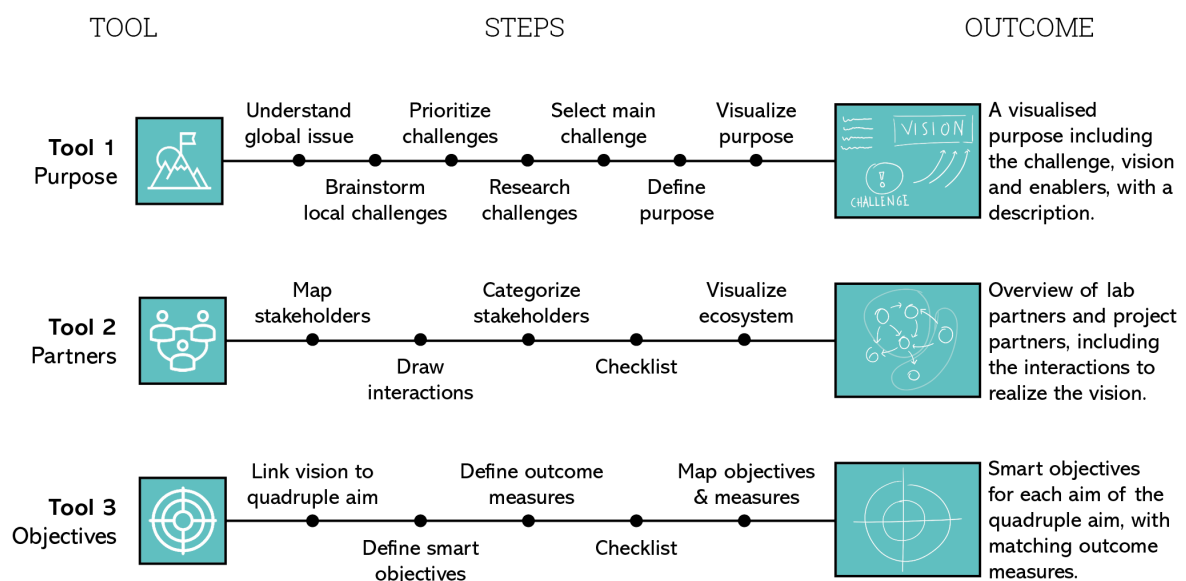 TOOL
STEPS
OUTCOME
Tool 1
Purpose
Understand
global issue
Brainstorm
local challenges
Prioritize
challenges
Research
challenges
Select main
challenge
Define
purpose
Visualize
purpose
VISION
!
CHALLENGE
A visualised
purpose including
the challenge, vision
and enablers, with a
description.
Tool 2
Partners
Map
stakeholders
Draw
interactions
Categorize
stakeholders
Checklist
Visualize
ecosystem
Overview of lab
partners and project
partners, including
the interactions to
realize the vision.
Tool 3
Objectives
Link vision to
quadruple aim
Define smart
objectives
Define outcome
measures
Checklist
Map objectives
& measures
Smart objectives
for each aim of the
quadruple aim, with
matching outcome
measures.